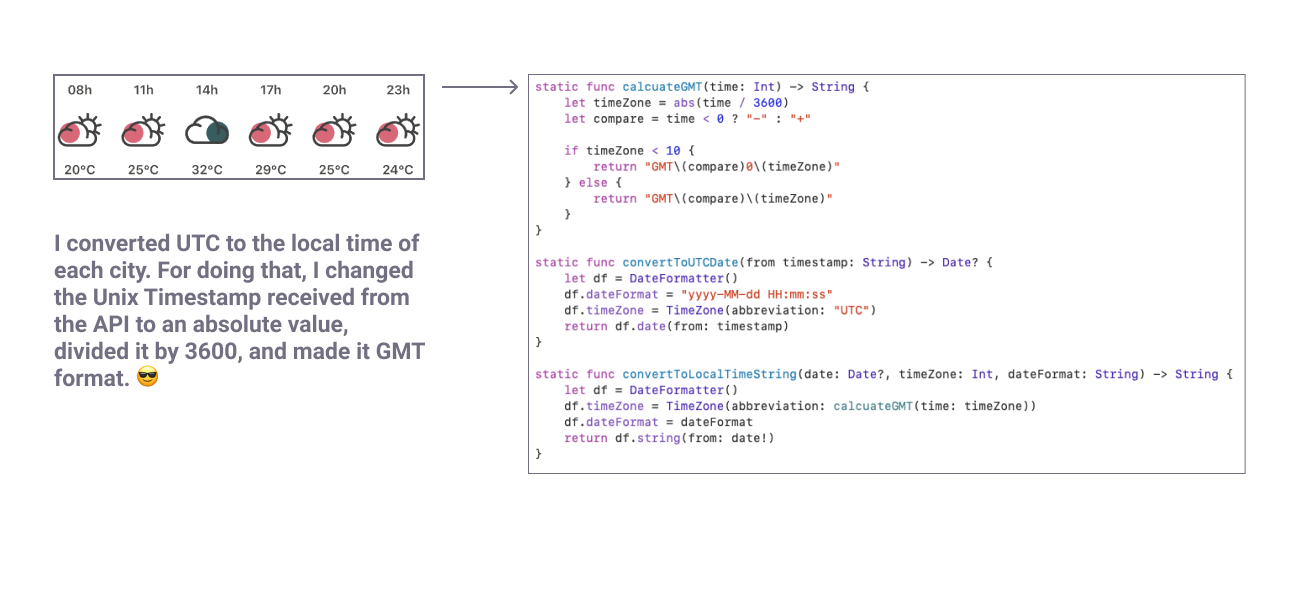 08h 11h 14h 17h 20h 23h
20°C 25°C 32°C 29°C 25°C 24°C
I converted UTC to the local time of
each city. For doing that, I changed
the Unix Timestamp received from
the API to an absolute value,
divided it by 3600, and made it GMT
format. 😎
static func calcuateGMT(time: Int) -> String {
    let timeZone = abs(time / 3600)
    let compare = time < 0 ? "-" : "+"

    if timeZone < 10 {
        return "GMT\(compare)0\(timeZone)"
    } else {
        return "GMT\(compare)\(timeZone)"
    }
}

static func convertToUTCDate(from timestamp: String) -> Date? {
    let df = DateFormatter()
    df.dateFormat = "yyyy-MM-dd HH:mm:ss"
    df.timeZone = TimeZone(abbreviation: "UTC")
    return df.date(from: timestamp)
}

static func convertToLocalTimeString(date: Date?, timeZone: Int, dateFormat: String) -> String {
    let df = DateFormatter()
    df.timeZone = TimeZone(abbreviation: calcuateGMT(time: timeZone))
    df.dateFormat = dateFormat
    return df.string(from: date!)
}